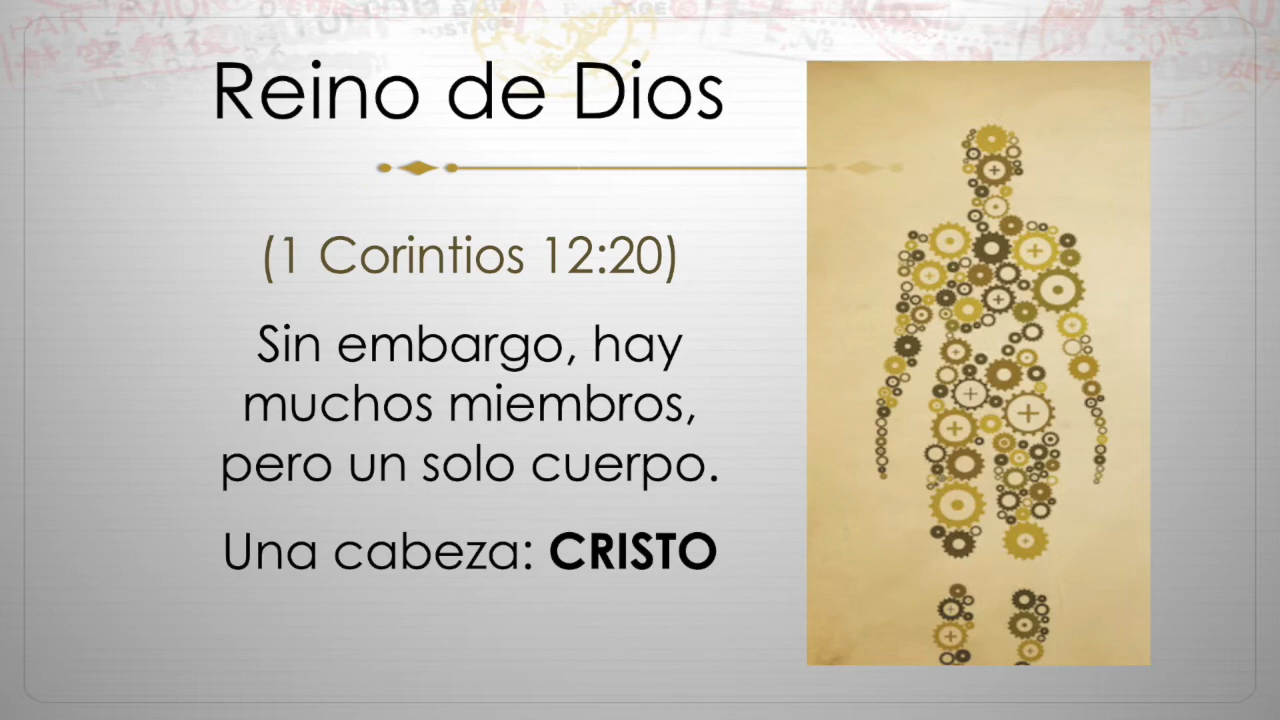 Reino de Dios
(1 Corintios 12:20)
Sin embargo, hay
muchos miembros,
pero un solo cuerpo.
Una cabeza: CRISTO